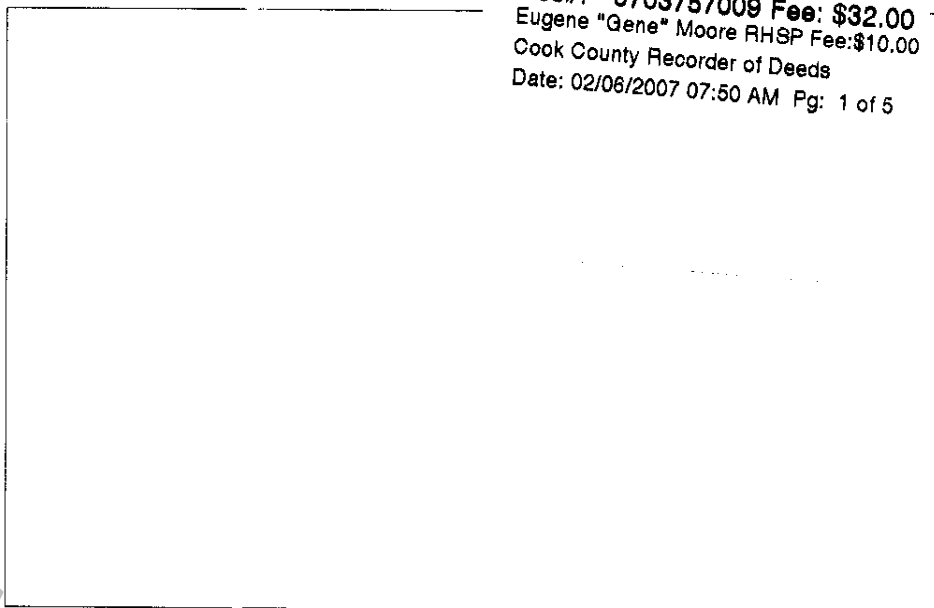 0703757009 Fee: $32.00
Eugene "Gene" Moore RHSP Fee:$10.00
Cook County Recorder of Deeds
Date: 02/06/2007 07:50 AM Pg: 1 of 5